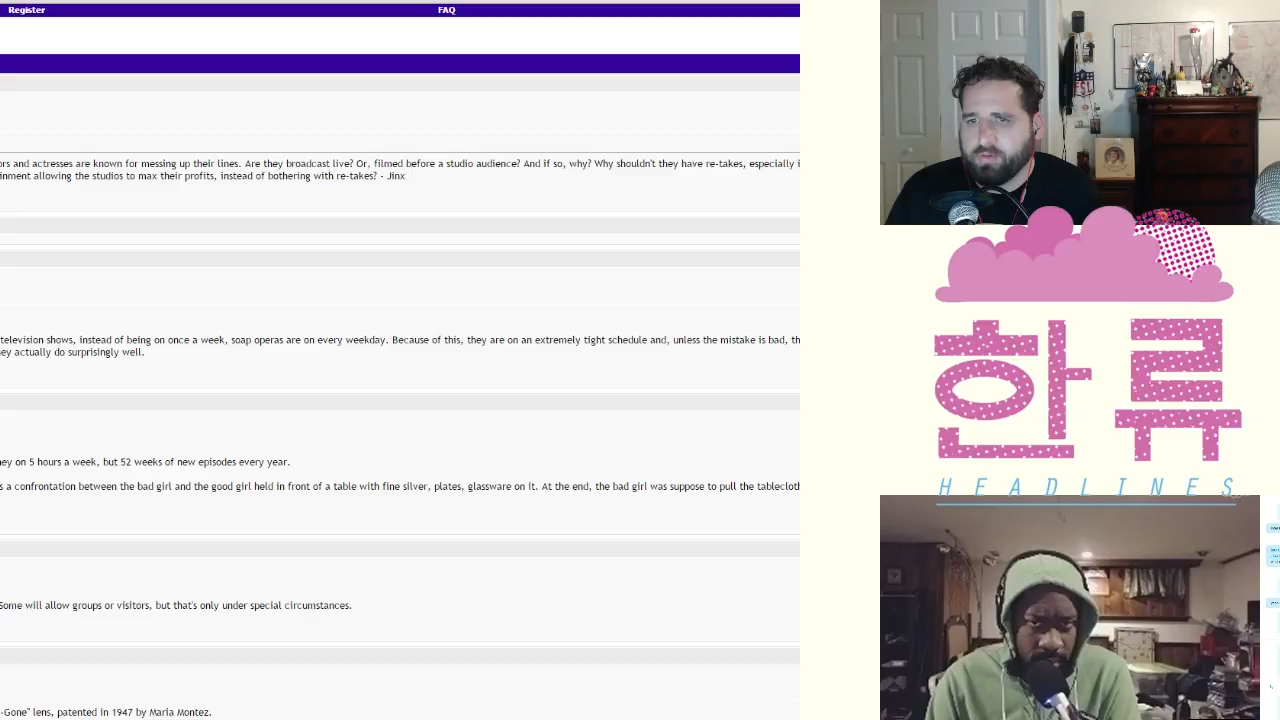 Register
FAQ
ors and actresses are known for messing up their lines. Are they broadcast live? Or, filmed before a studio audience? And if so, why? Why shouldn't they have re-takes, especially i
inment allowing the studios to max their profits, instead of bothering with re-takes? - Jinx
television shows, instead of being on once a week, soap operas are on every weekday. Because of this, they are on an extremely tight schedule and, unless the mistake is bad, th
ey actually do surprisingly well.
ney on 5 hours a week, but 52 weeks of new episodes every year.
s a confrontation between the bad girl and the good girl held in front of a table with fine silver, plates, glassware on it. At the end, the bad girl was suppose to pull the tablecloth
Some will allow groups or visitors, but that's only under special circumstances.
-Gone" lens, patented in 1947 by Maria Montez.
한류
HEADLINES